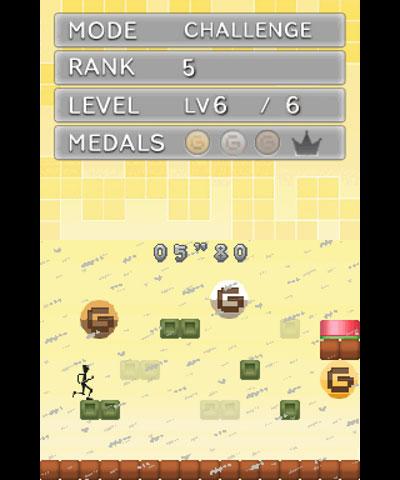 MODE CHALLENGE
RANK 5
LEVEL LV6 / 6
MEDALS G G G
05"80
G
G
G